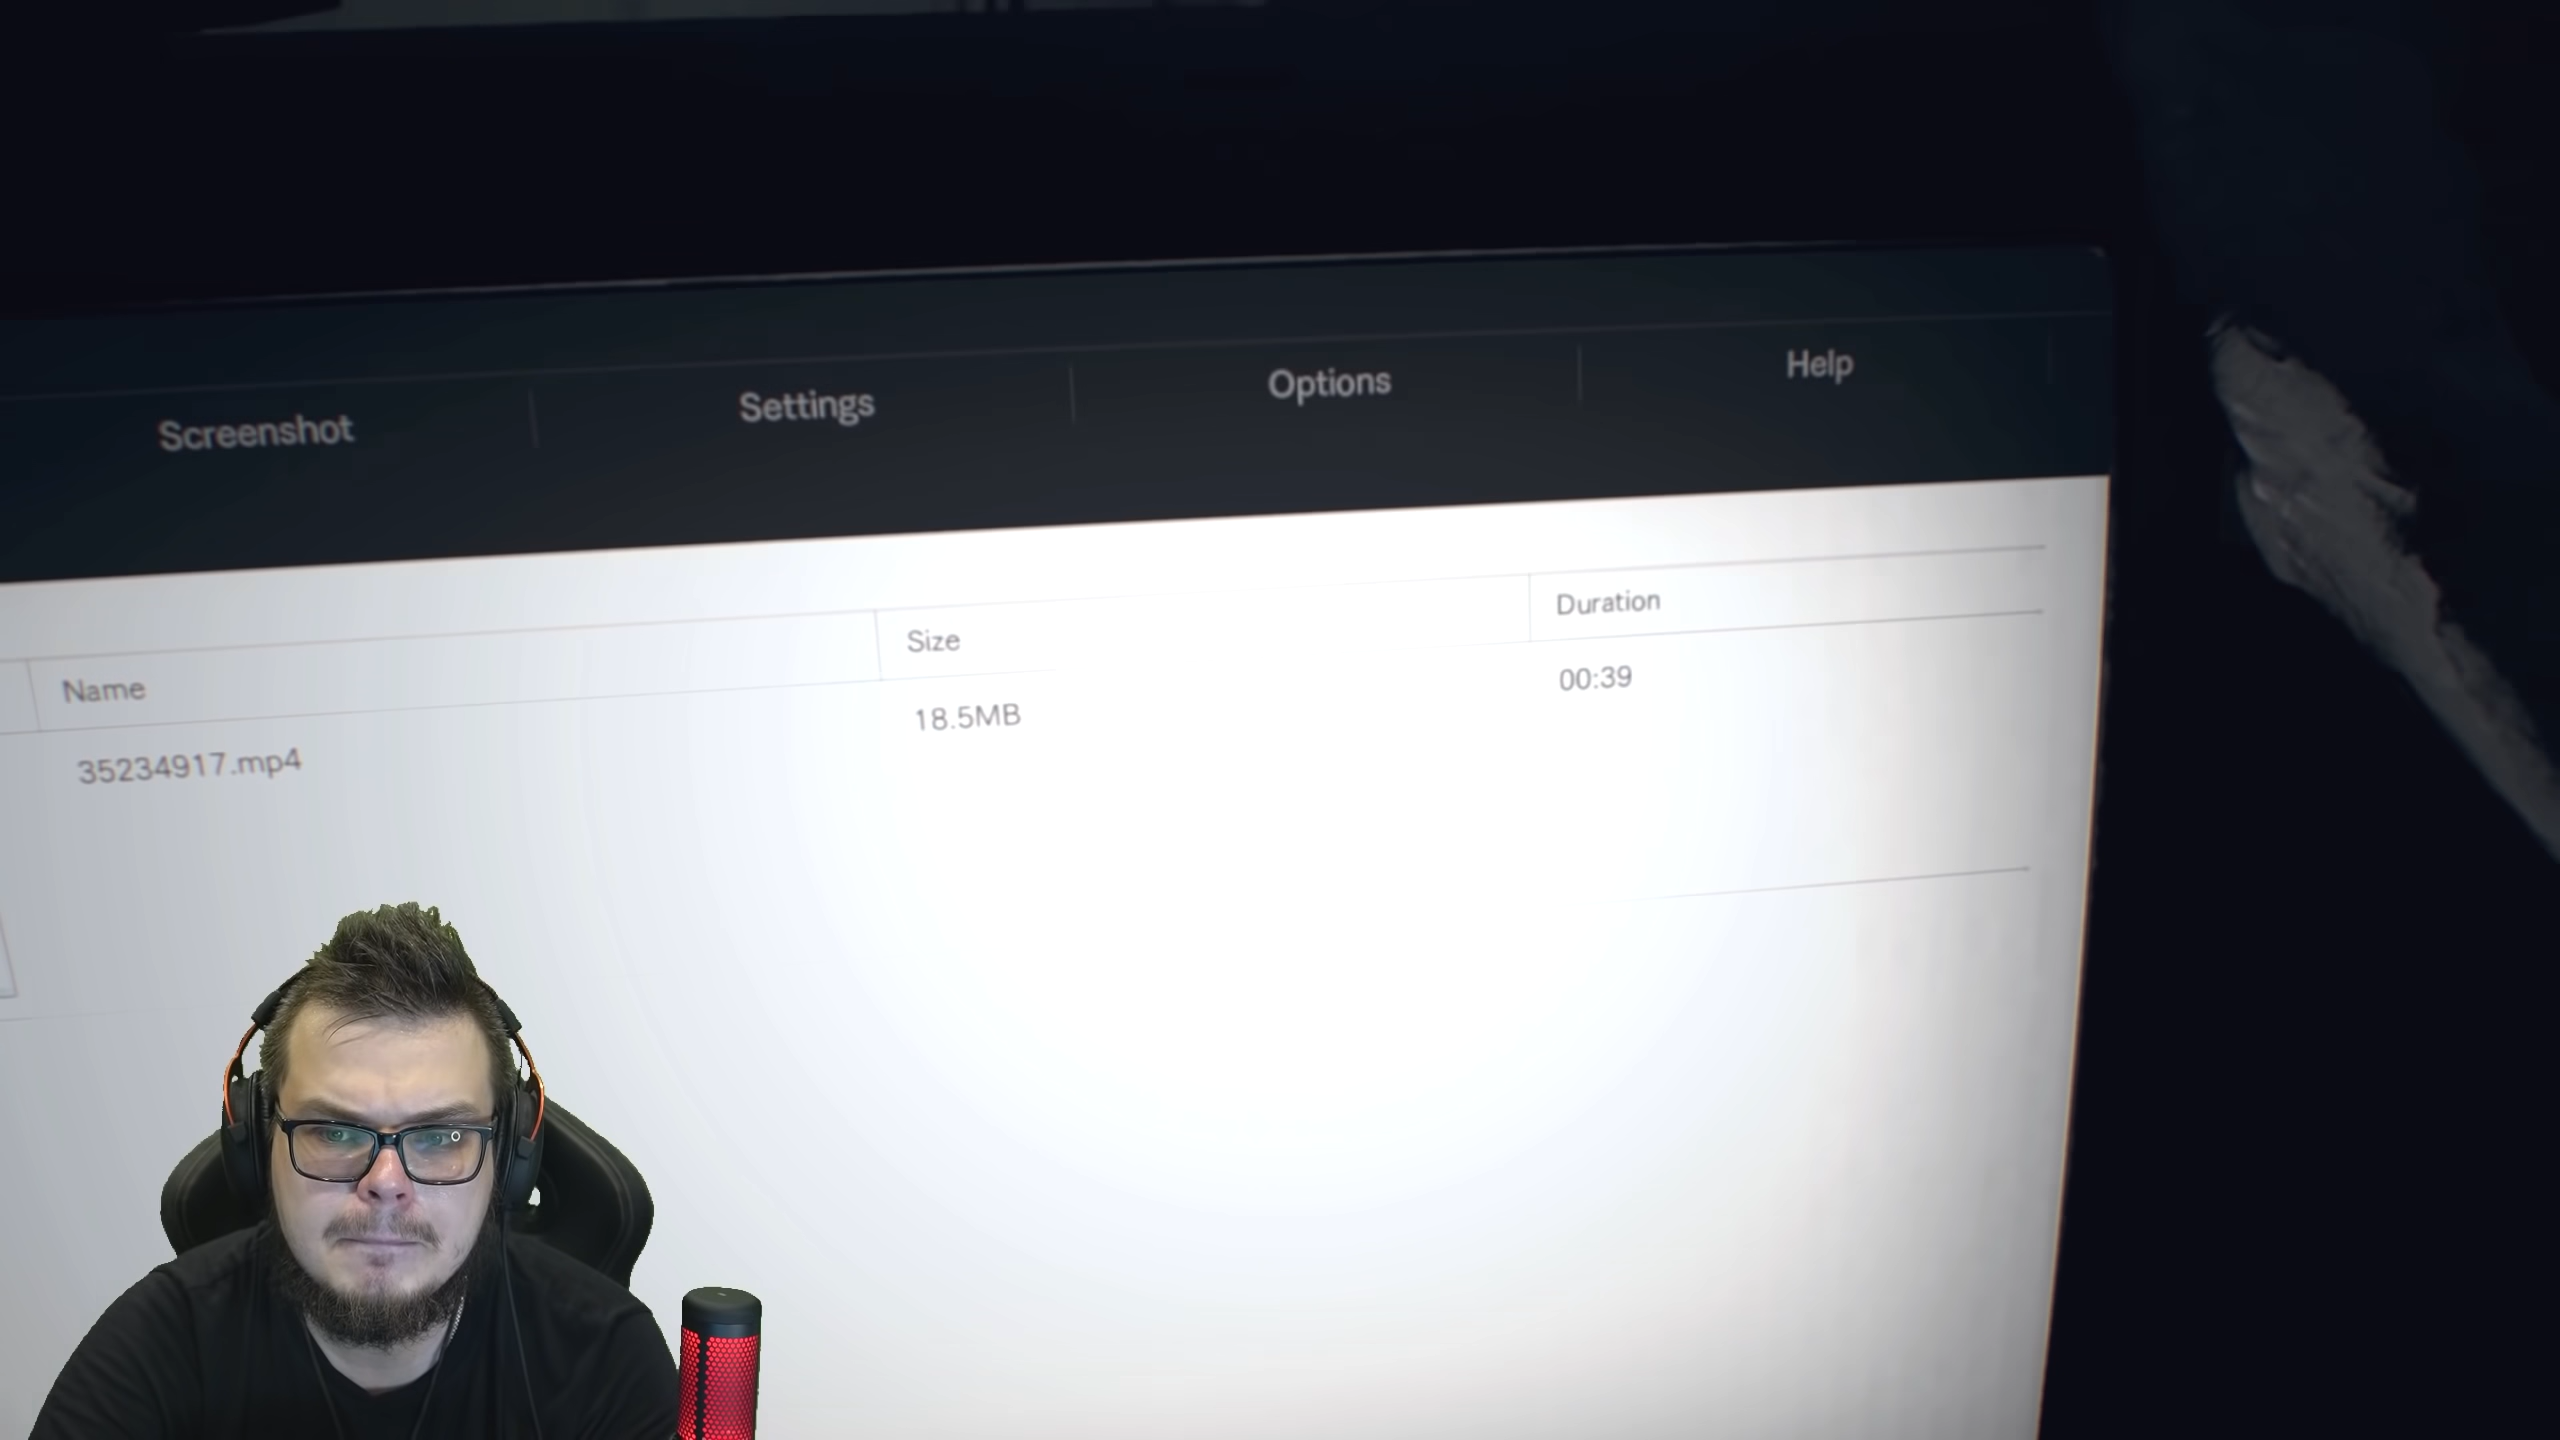 Screenshot Settings Options Help
Name Size Duration
35234917.mp4 18.5MB 00:39